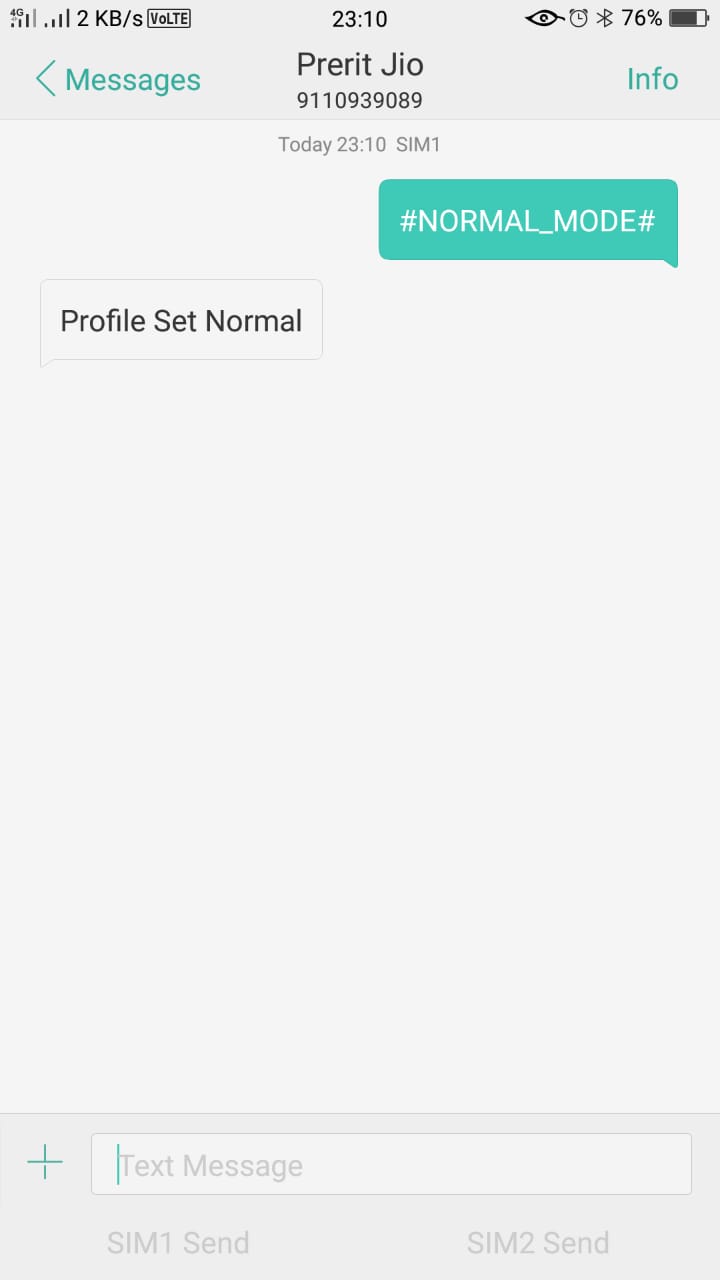 4G 2 KB/s VoLTE 23:10 76%
Messages Prerit Jio Info
9110939089
Today 23:10 SIM1
#NORMAL_MODE#
Profile Set Normal
Text Message
SIM1 Send SIM2 Send